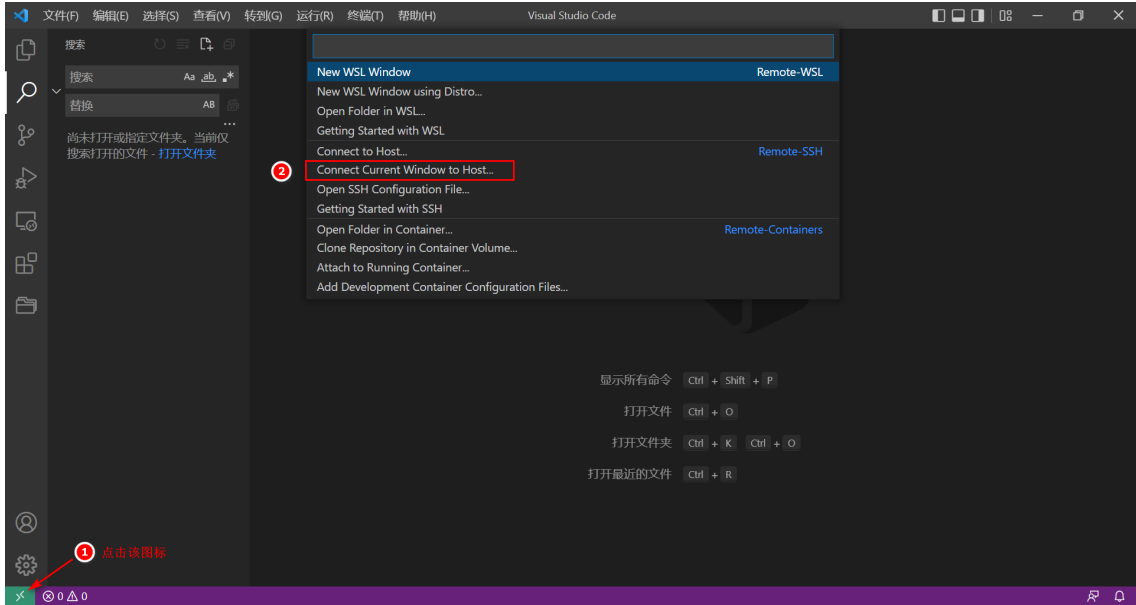 文件(F) 编辑(E) 选择(S) 查看(V) 转到(G) 运行(R) 终端(T) 帮助(H) Visual Studio Code
搜索
搜索 Aa ab *
替换 AB
...
尚未打开或指定文件夹。当前仅
搜索打开的文件 - 打开文件夹
New WSL Window Remote-WSL
New WSL Window using Distro...
Open Folder in WSL...
Getting Started with WSL
Connect to Host... Remote-SSH
2 Connect Current Window to Host...
Open SSH Configuration File...
Getting Started with SSH
Open Folder in Container... Remote-Containers
Clone Repository in Container Volume...
Attach to Running Container...
Add Development Container Configuration Files...
显示所有命令 Ctrl + Shift + P
打开文件 Ctrl + O
打开文件夹 Ctrl + K Ctrl + O
打开最近的文件 Ctrl + R
1 点击该图标
0 0